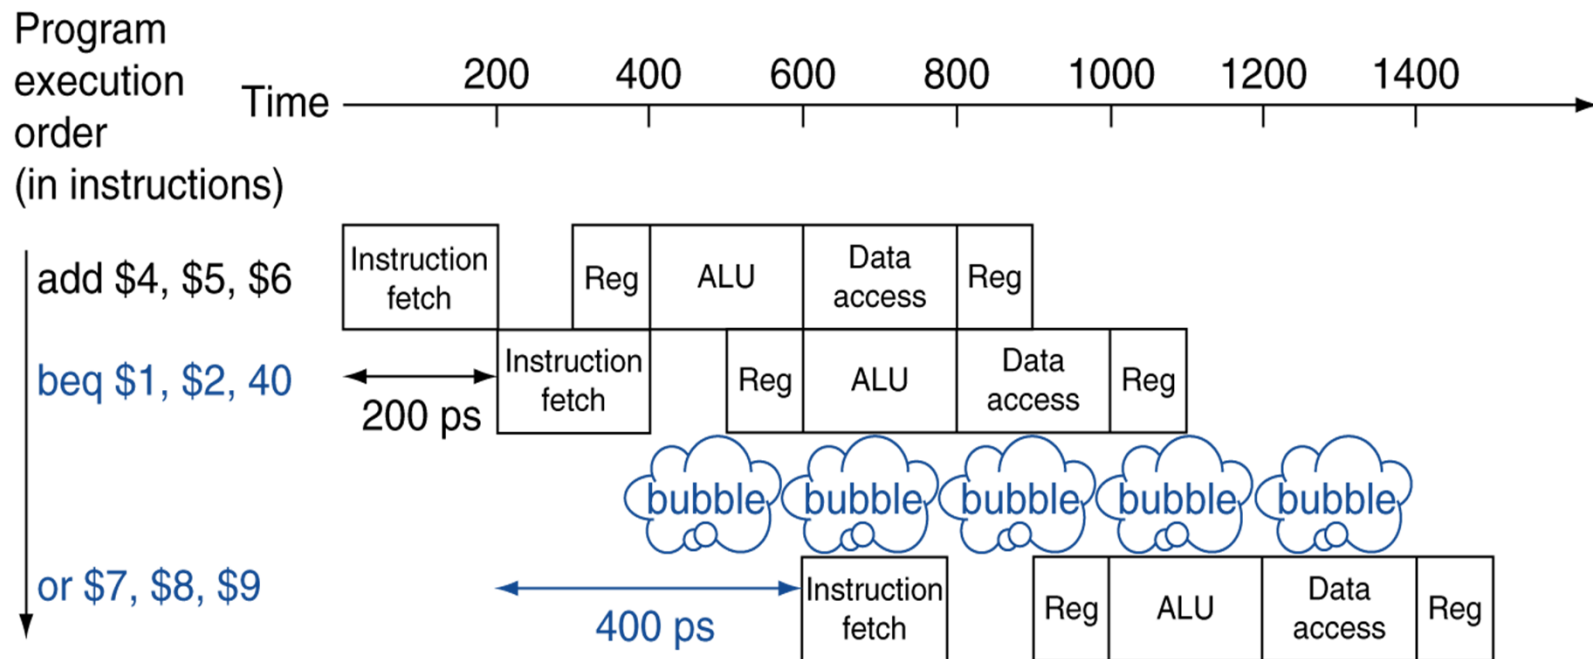 Program
execution
order
(in instructions)
Time
200 400 600 800 1000 1200 1400
add $4, $5, $6
Instruction
fetch
Reg
ALU
Data
access
Reg
beq $1, $2, 40
200 ps
Instruction
fetch
Reg
ALU
Data
access
Reg
bubble bubble bubble bubble bubble
or $7, $8, $9
400 ps
Instruction
fetch
Reg
ALU
Data
access
Reg